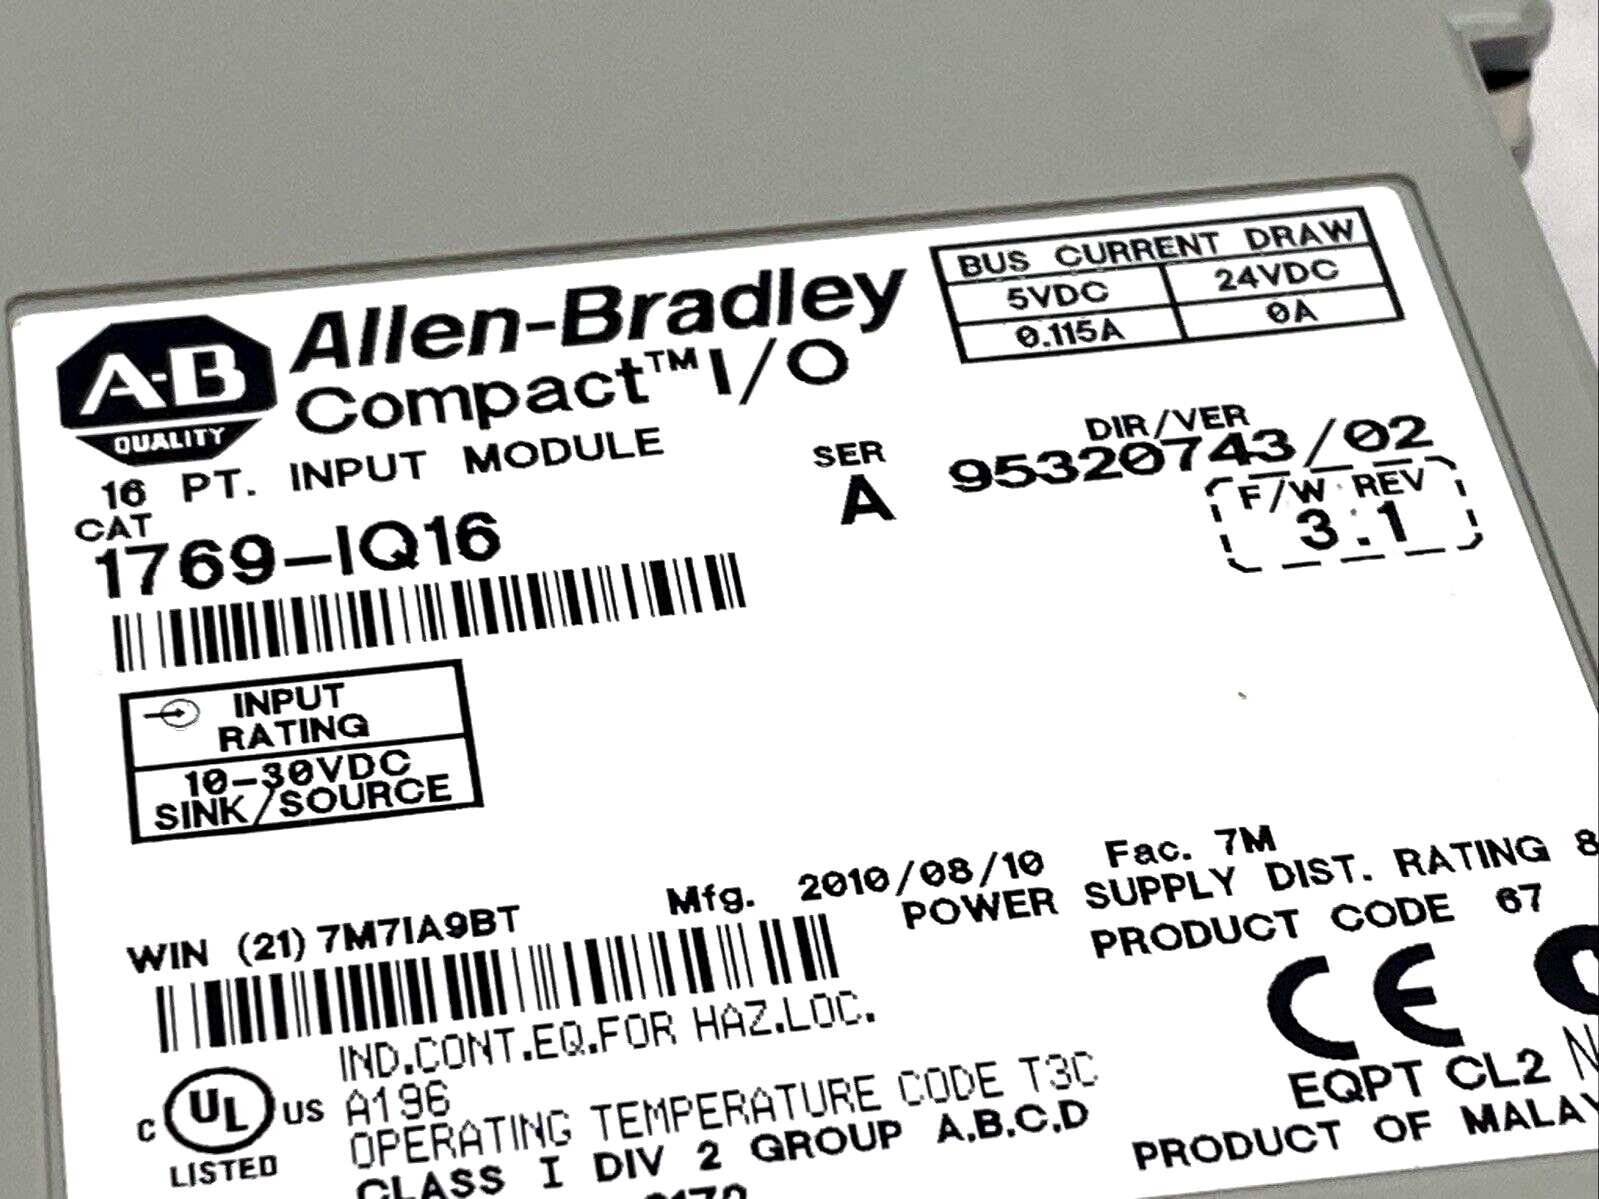 A-B
QUALITY
Allen-Bradley
Compact™ I/O
16 PT. INPUT MODULE
CAT
1769-IQ16
BUS CURRENT DRAW
5VDC 24VDC
0.115A 0A
SER
A
DIR/VER
95320743/02
F/W REV
3.1
INPUT
RATING
10-30VDC
SINK/SOURCE
WIN (21) 7M7IA9BT
Mfg. 2010/08/10 Fac. 7M
POWER SUPPLY DIST. RATING 8
PRODUCT CODE 67
CE
IND.CONT.EQ.FOR HAZ.LOC.
A196
OPERATING TEMPERATURE CODE T3C
CLASS I DIV 2 GROUP A,B,C,D
C UL US
LISTED
EQPT CL2
PRODUCT OF MALAY